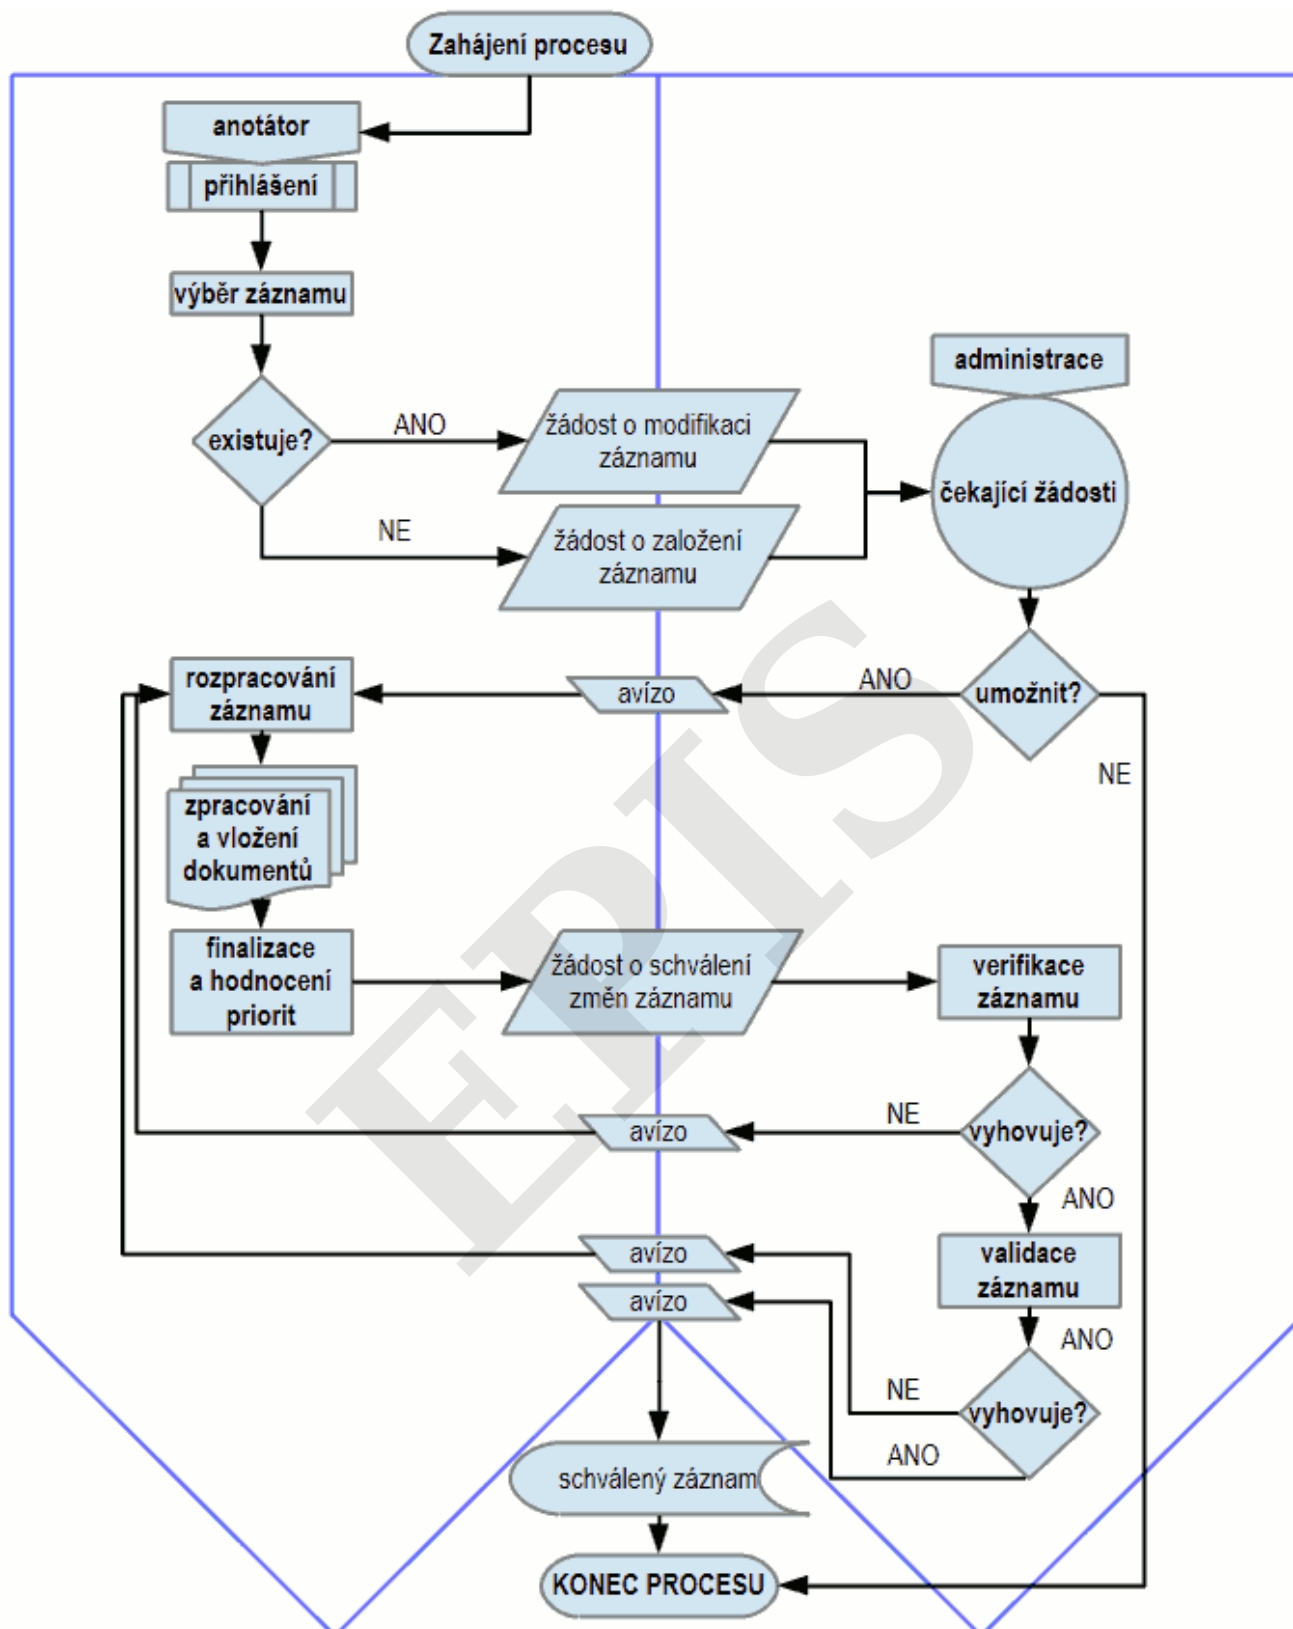 Zahájení procesu
anotátor
přihlášení
výběr záznamu
existuje?
ANO
žádost o modifikaci
záznamu
administrace
čekající žádosti
NE
žádost o založení
záznamu
rozpracování
záznamu
avízo
ANO
umožnit?
NE
zpracování
a vložení
dokumentů
finalizace
a hodnocení
priorit
žádost o schválení
změn záznamu
verifikace
záznamu
avízo
NE
vyhovuje?
ANO
avízo
validace
záznamu
avízo
ANO
NE
vyhovuje?
ANO
schválený záznam
KONEC PROCESU
EPIS